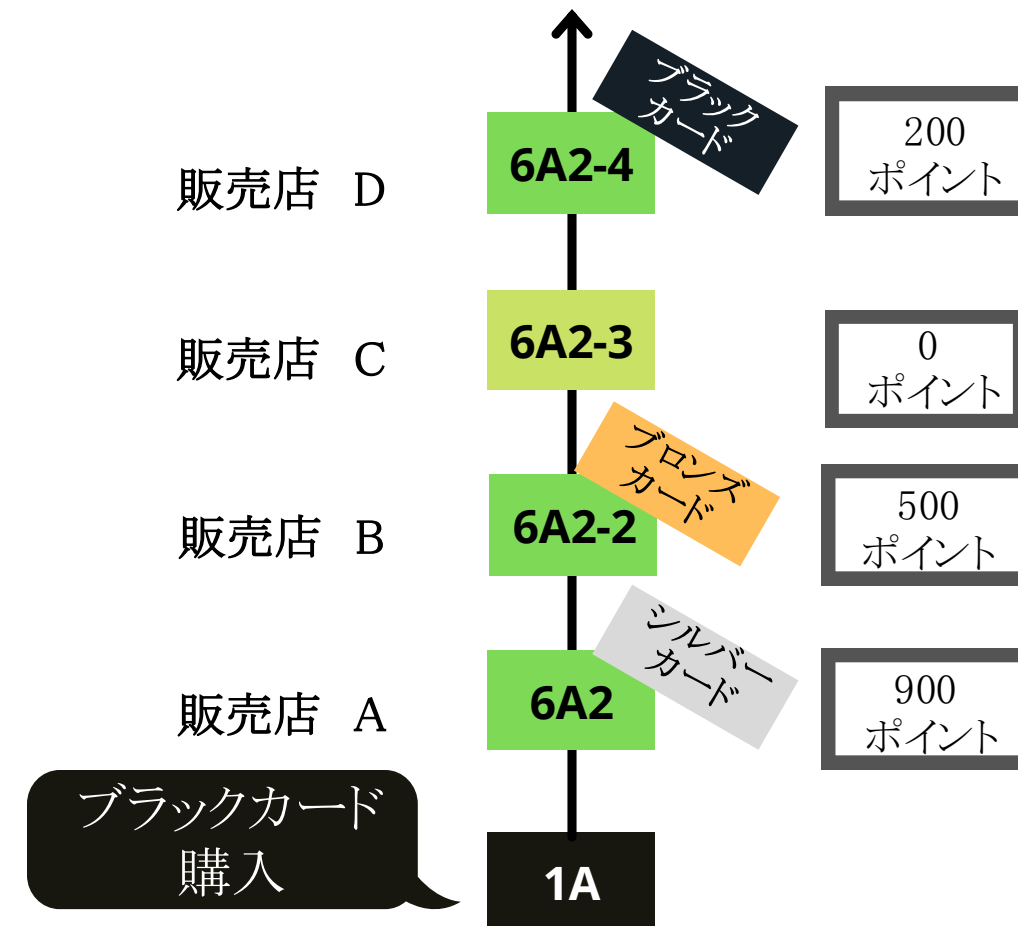 ブラック
カード
6A2-4
200
ポイント
販売店 D
6A2-3
0
ポイント
販売店 C
ブロンズ
カード
6A2-2
500
ポイント
販売店 B
シルバー
カード
6A2
900
ポイント
販売店 A
ブラックカード
購入
1A